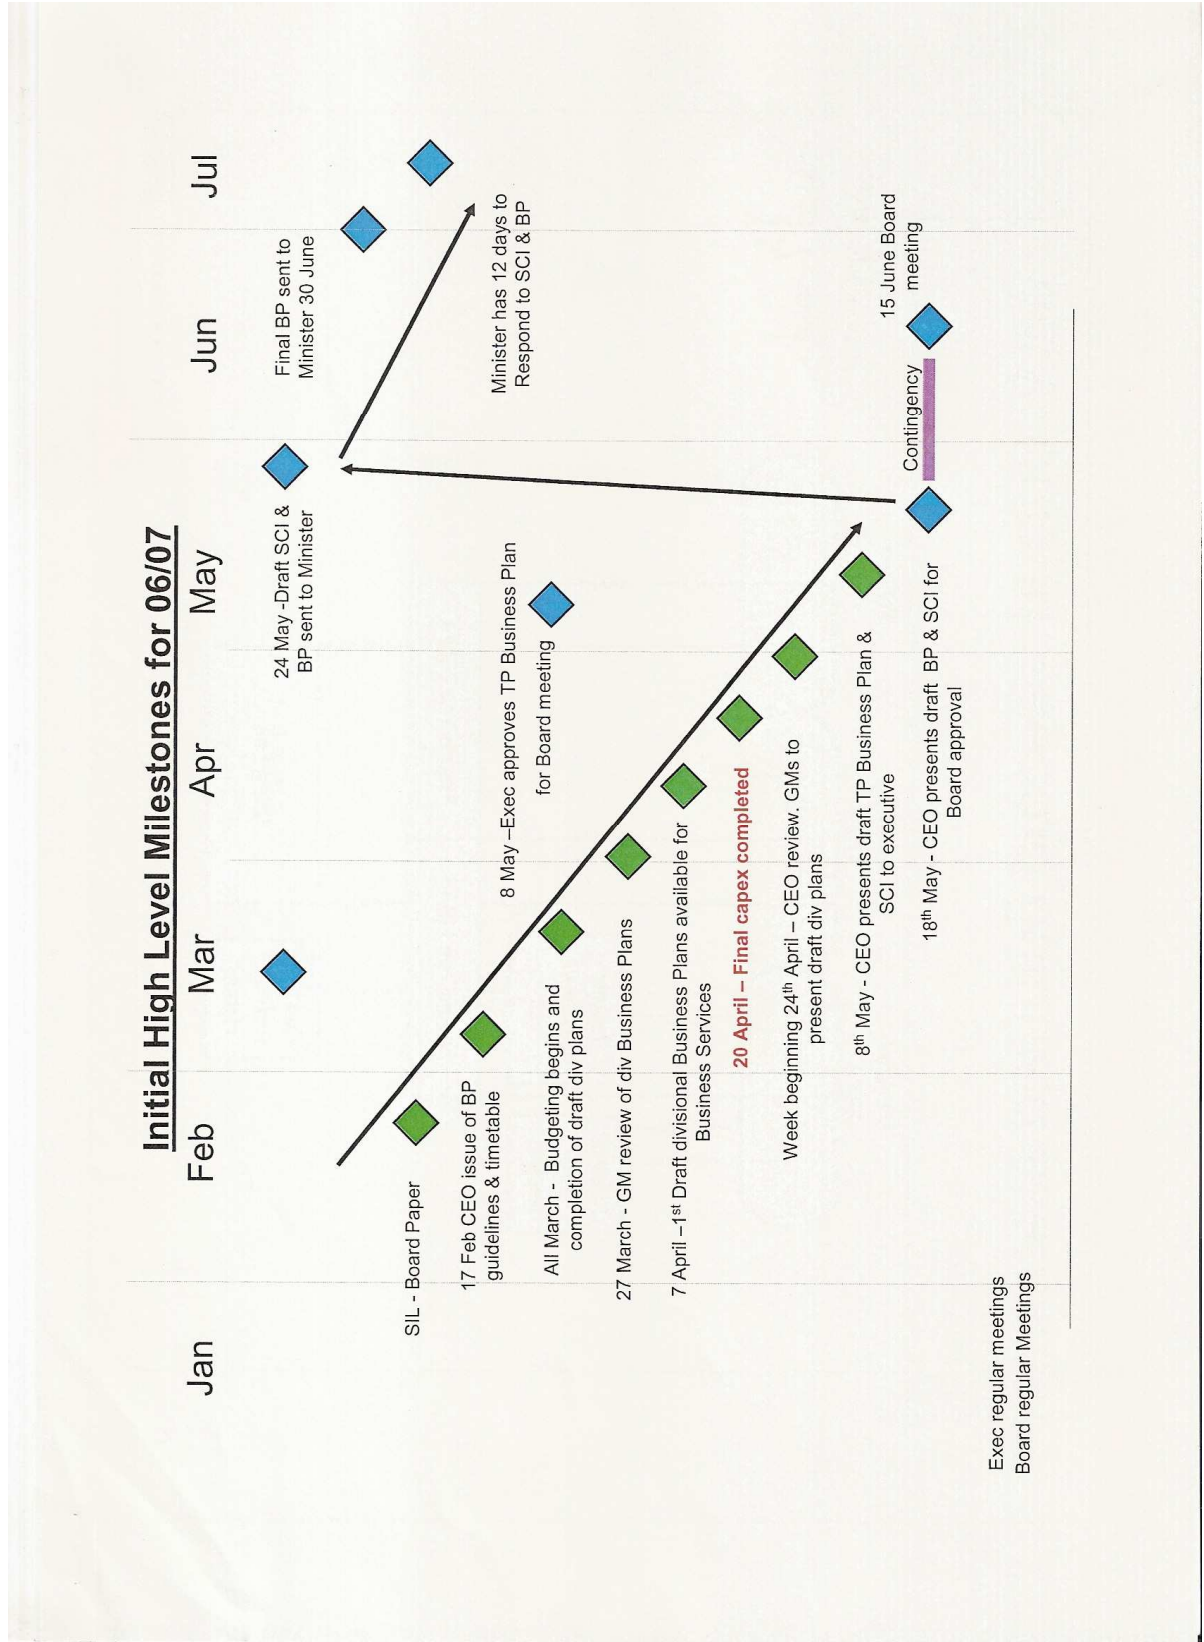 Initial High Level Milestones for 06/07
Jan Feb Mar Apr May Jun Jul
24 May -Draft SCI &
BP sent to Minister
Final BP sent to
Minister 30 June
SIL - Board Paper
17 Feb CEO issue of BP
guidelines & timetable
8 May –Exec approves TP Business Plan
for Board meeting
Minister has 12 days to
Respond to SCI & BP
All March - Budgeting begins and
completion of draft div plans
27 March - GM review of div Business Plans
7 April –1st Draft divisional Business Plans available for
Business Services
20 April – Final capex completed
Week beginning 24th April – CEO review. GMs to
present draft div plans
8th May - CEO presents draft TP Business Plan &
SCI to executive
18th May - CEO presents draft BP & SCI for
Board approval
Contingency
15 June Board
meeting
Exec regular meetings
Board regular Meetings